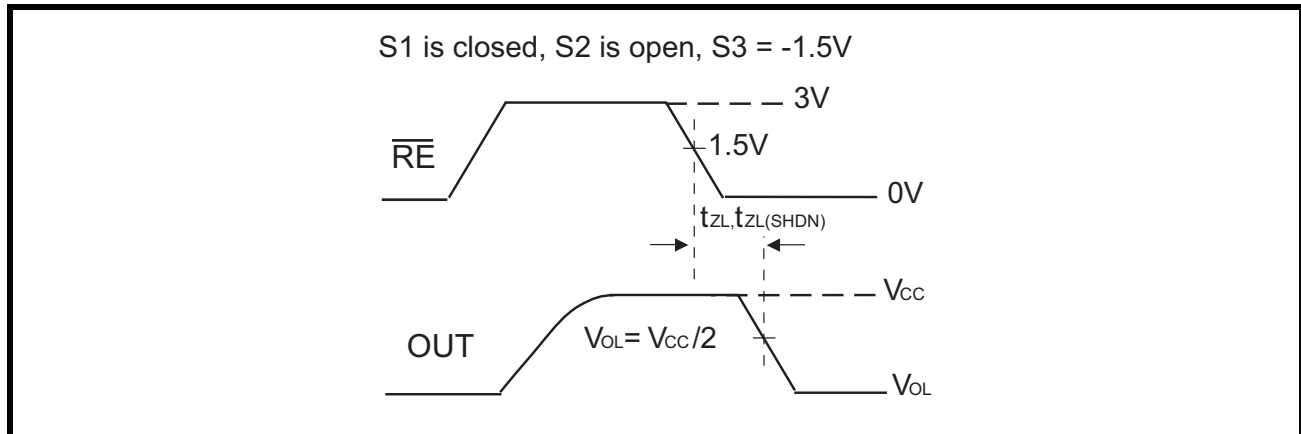 S1 is closed, S2 is open, S3 = -1.5V
3V
1.5V
R̅E̅
0V
tZL,tZL(SHDN)
VCC
VOL= VCC/2
OUT
VOL